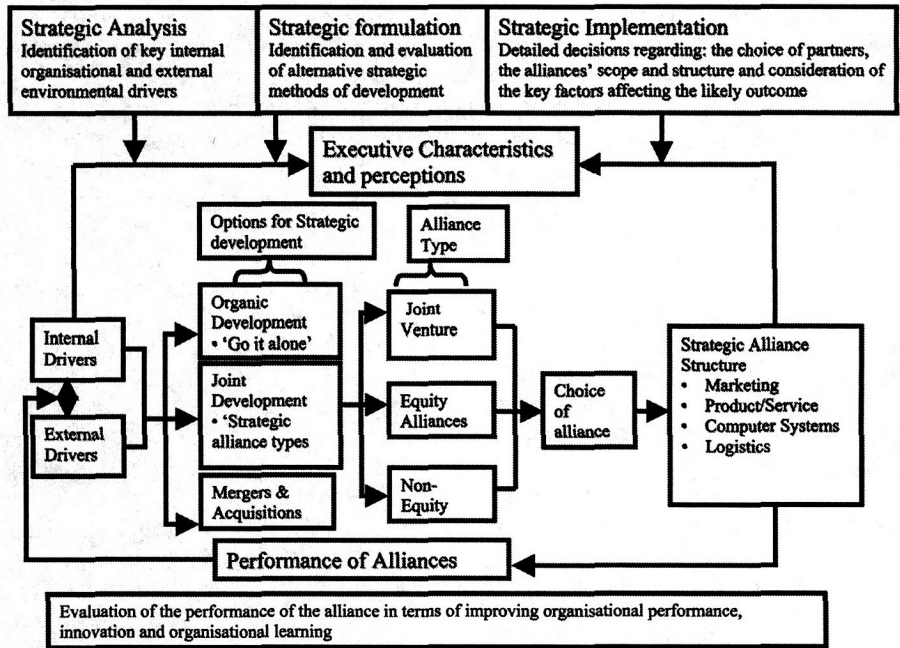 Strategic Analysis
Identification of key internal
organisational and external
environmental drivers
Strategic formulation
Identification and evaluation
of alternative strategic
methods of development
Strategic Implementation
Detailed decisions regarding: the choice of partners,
the alliances' scope and structure and consideration of
the key factors affecting the likely outcome
Executive Characteristics
and perceptions
Options for Strategic
development
Alliance
Type
Organic
Development
• 'Go it alone'
Joint
Venture
Internal
Drivers
Strategic Alliance
Structure
• Marketing
• Product/Service
• Computer Systems
• Logistics
Joint
Development
• 'Strategic
alliance types
Equity
Alliances
Choice
of
alliance
External
Drivers
Mergers &
Acquisitions
Non-
Equity
Performance of Alliances
Evaluation of the performance of the alliance in terms of improving organisational performance,
innovation and organisational learning